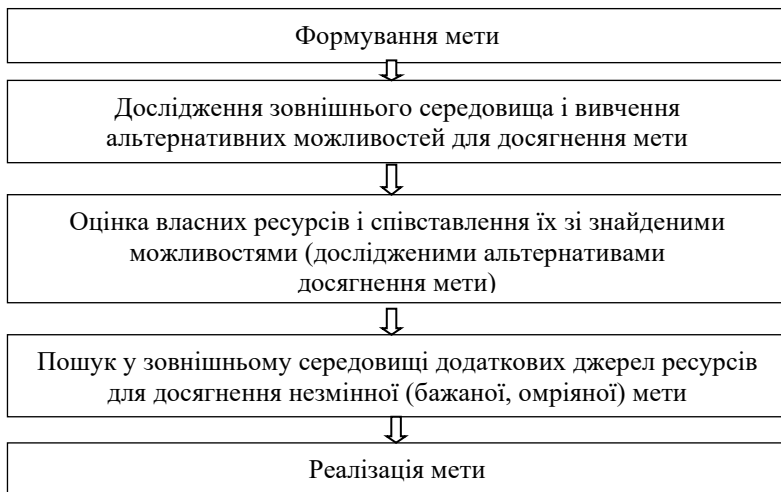 Формування мети
Дослідження зовнішнього середовища і вивчення
альтернативних можливостей для досягнення мети
Оцінка власних ресурсів і співставлення їх зі знайденими
можливостями (дослідженими альтернативами
досягнення мети)
Пошук у зовнішньому середовищі додаткових джерел ресурсів
для досягнення незмінної (бажаної, омріяної) мети
Реалізація мети